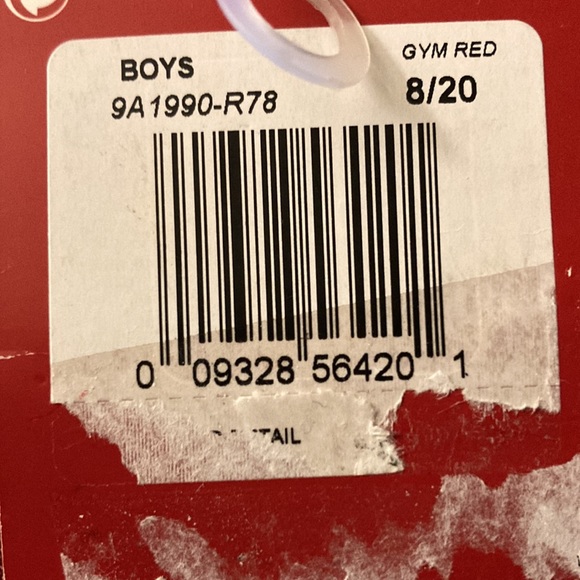 BOYS
GYM RED
9A1990-R78
8/20
0 09328 56420 1